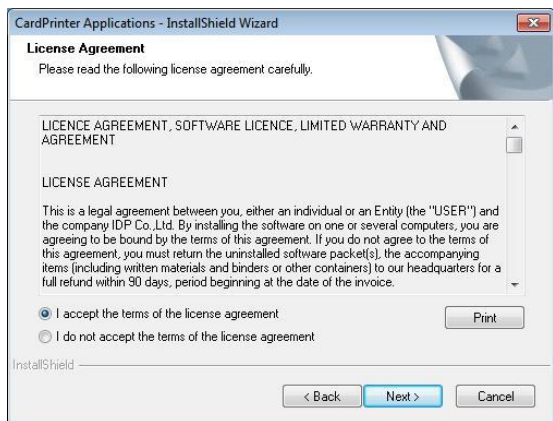 CardPrinter Applications - InstallShield Wizard
License Agreement
Please read the following license agreement carefully.
LICENCE AGREEMENT, SOFTWARE LICENCE, LIMITED WARRANTY AND
AGREEMENT
LICENSE AGREEMENT
This is a legal agreement between you, either an individual or an Entity (the "USER") and
the company IDP Co.,Ltd. By installing the software on one or several computers, you are
agreeing to be bound by the terms of this agreement. If you do not agree to the terms of
this agreement, you must return the uninstalled software packet(s), the accompanying
items (including written materials and binders or other containers) to our headquarters for a
full refund within 90 days, period beginning at the date of the invoice.
I accept the terms of the license agreement
Print
I do not accept the terms of the license agreement
InstallShield
< Back
Next >
Cancel